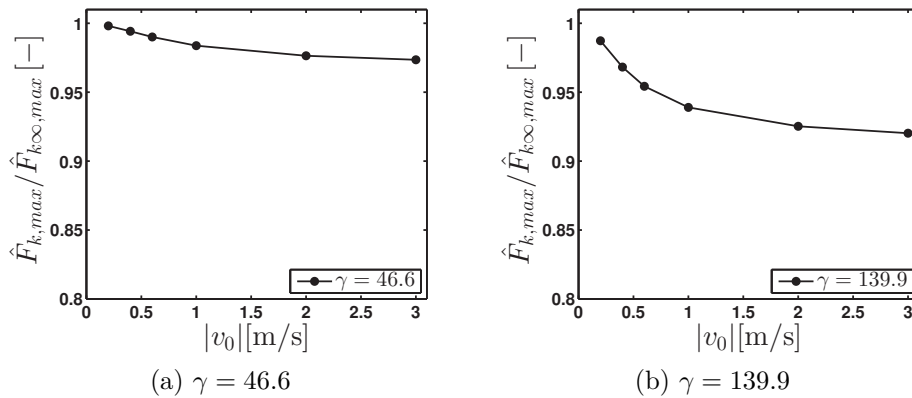 1
0.95
0.9
0.85
0.8
0 0.5 1 1.5 2 2.5 3
F̂k,max/F̂k∞,max [−]
|v0|[m/s]
γ = 46.6
(a) γ = 46.6
1
0.95
0.9
0.85
0.8
0 0.5 1 1.5 2 2.5 3
F̂k,max/F̂k∞,max [−]
|v0|[m/s]
γ = 139.9
(b) γ = 139.9